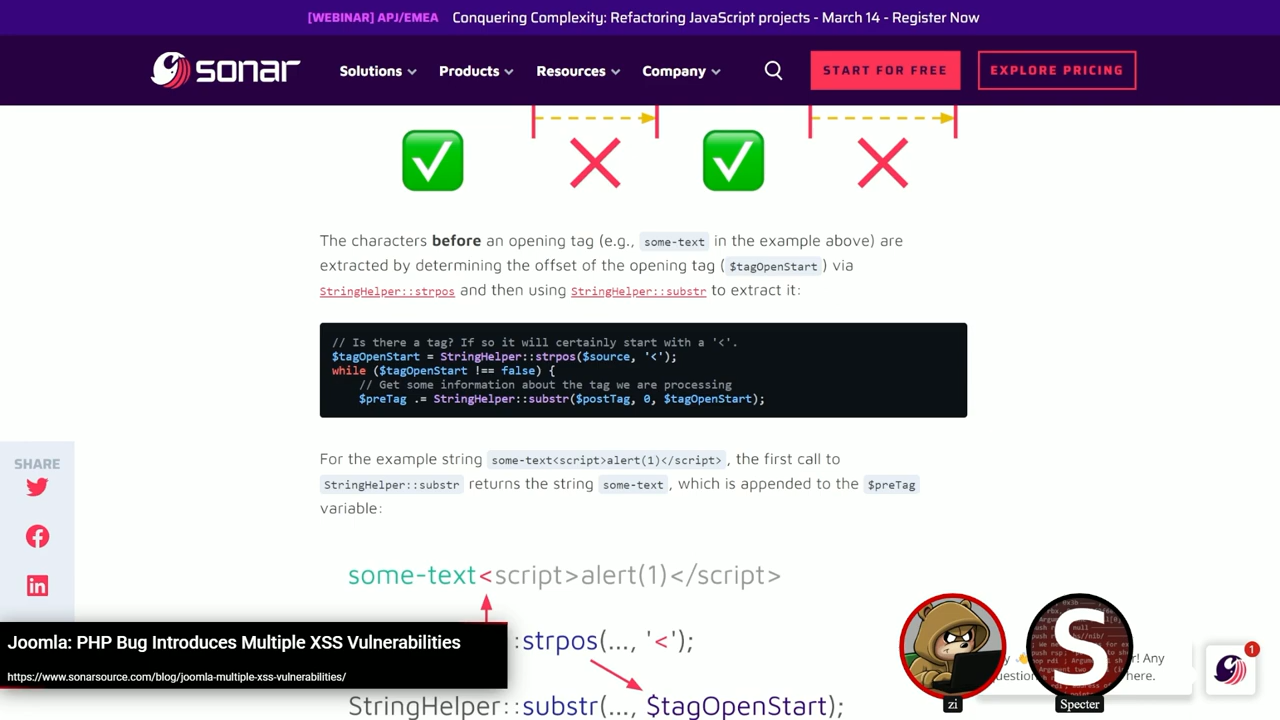 [WEBINAR] APJ/EMEA Conquering Complexity: Refactoring JavaScript projects - March 14 - Register Now
sonar Solutions Products Resources Company START FOR FREE EXPLORE PRICING
The characters before an opening tag (e.g., some-text in the example above) are
extracted by determining the offset of the opening tag ( $tagOpenStart ) via
StringHelper::strpos and then using StringHelper::substr to extract it:
// Is there a tag? If so it will certainly start with a '<'.
$tagOpenStart = StringHelper::strpos($source, '<');
while ($tagOpenStart !== false) {
// Get some information about the tag we are processing
$preTag .= StringHelper::substr($postTag, 0, $tagOpenStart);
For the example string some-text<script>alert(1)</script>, the first call to
StringHelper::substr returns the string some-text, which is appended to the $preTag
variable:
SHARE
some-text<script>alert(1)</script>
:strpos(..., '<');
StringHelper::substr(..., $tagOpenStart);
Joomla: PHP Bug Introduces Multiple XSS Vulnerabilities
https://www.sonarsource.com/blog/joomla-multiple-xss-vulnerabilities/
zi
S
Specter
! Any
here.
1